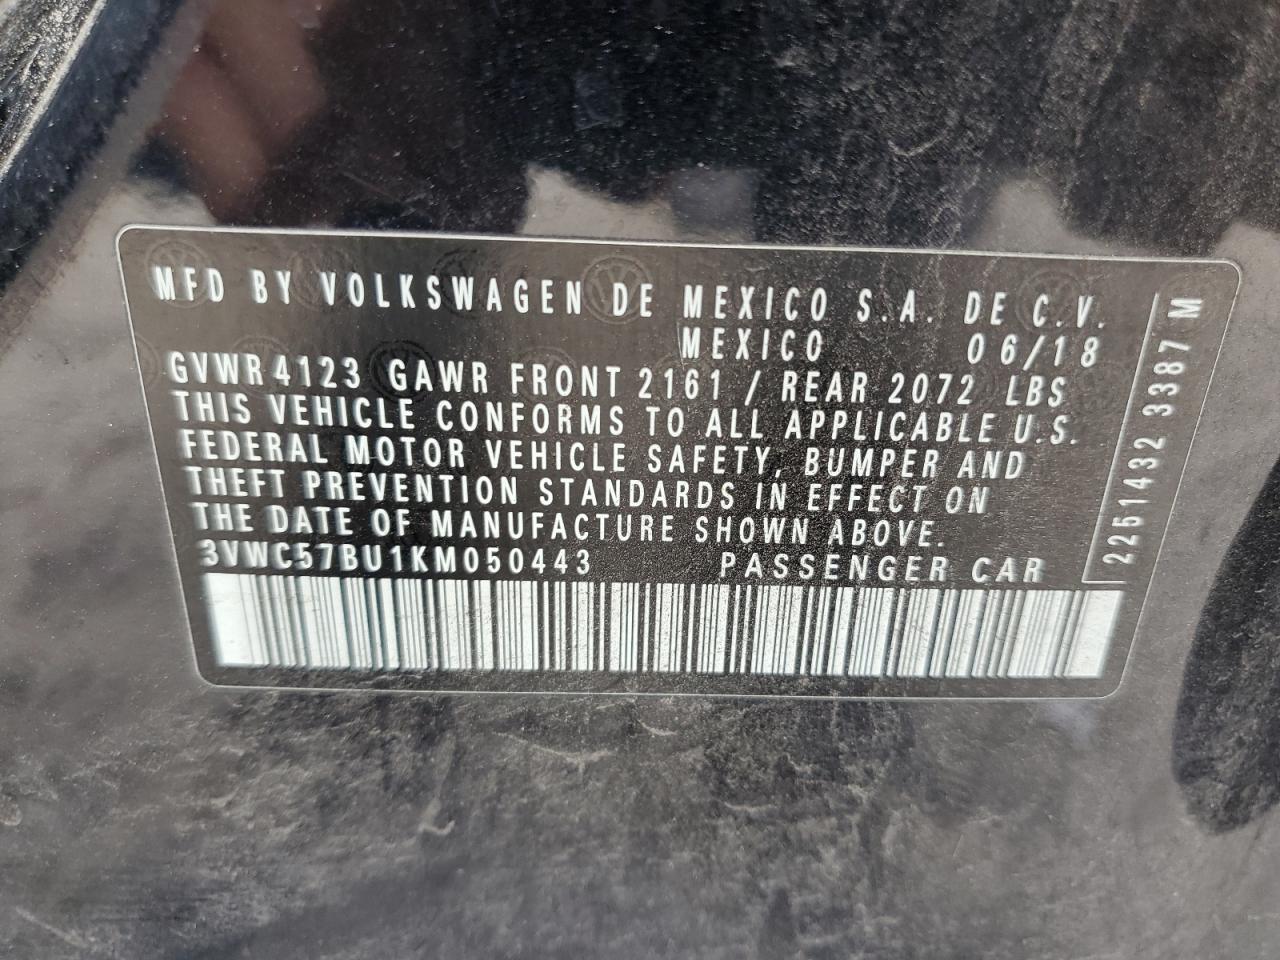 MFD BY VOLKSWAGEN DE MEXICO S.A. DE C.V.
MEXICO 06/18
GVWR 4123 GAWR FRONT 2161 / REAR 2072 LBS
THIS VEHICLE CONFORMS TO ALL APPLICABLE U.S.
FEDERAL MOTOR VEHICLE SAFETY, BUMPER AND
THEFT PREVENTION STANDARDS IN EFFECT ON
THE DATE OF MANUFACTURE SHOWN ABOVE.
3VWC57BU1KM050443 PASSENGER CAR
2251432 3387 M